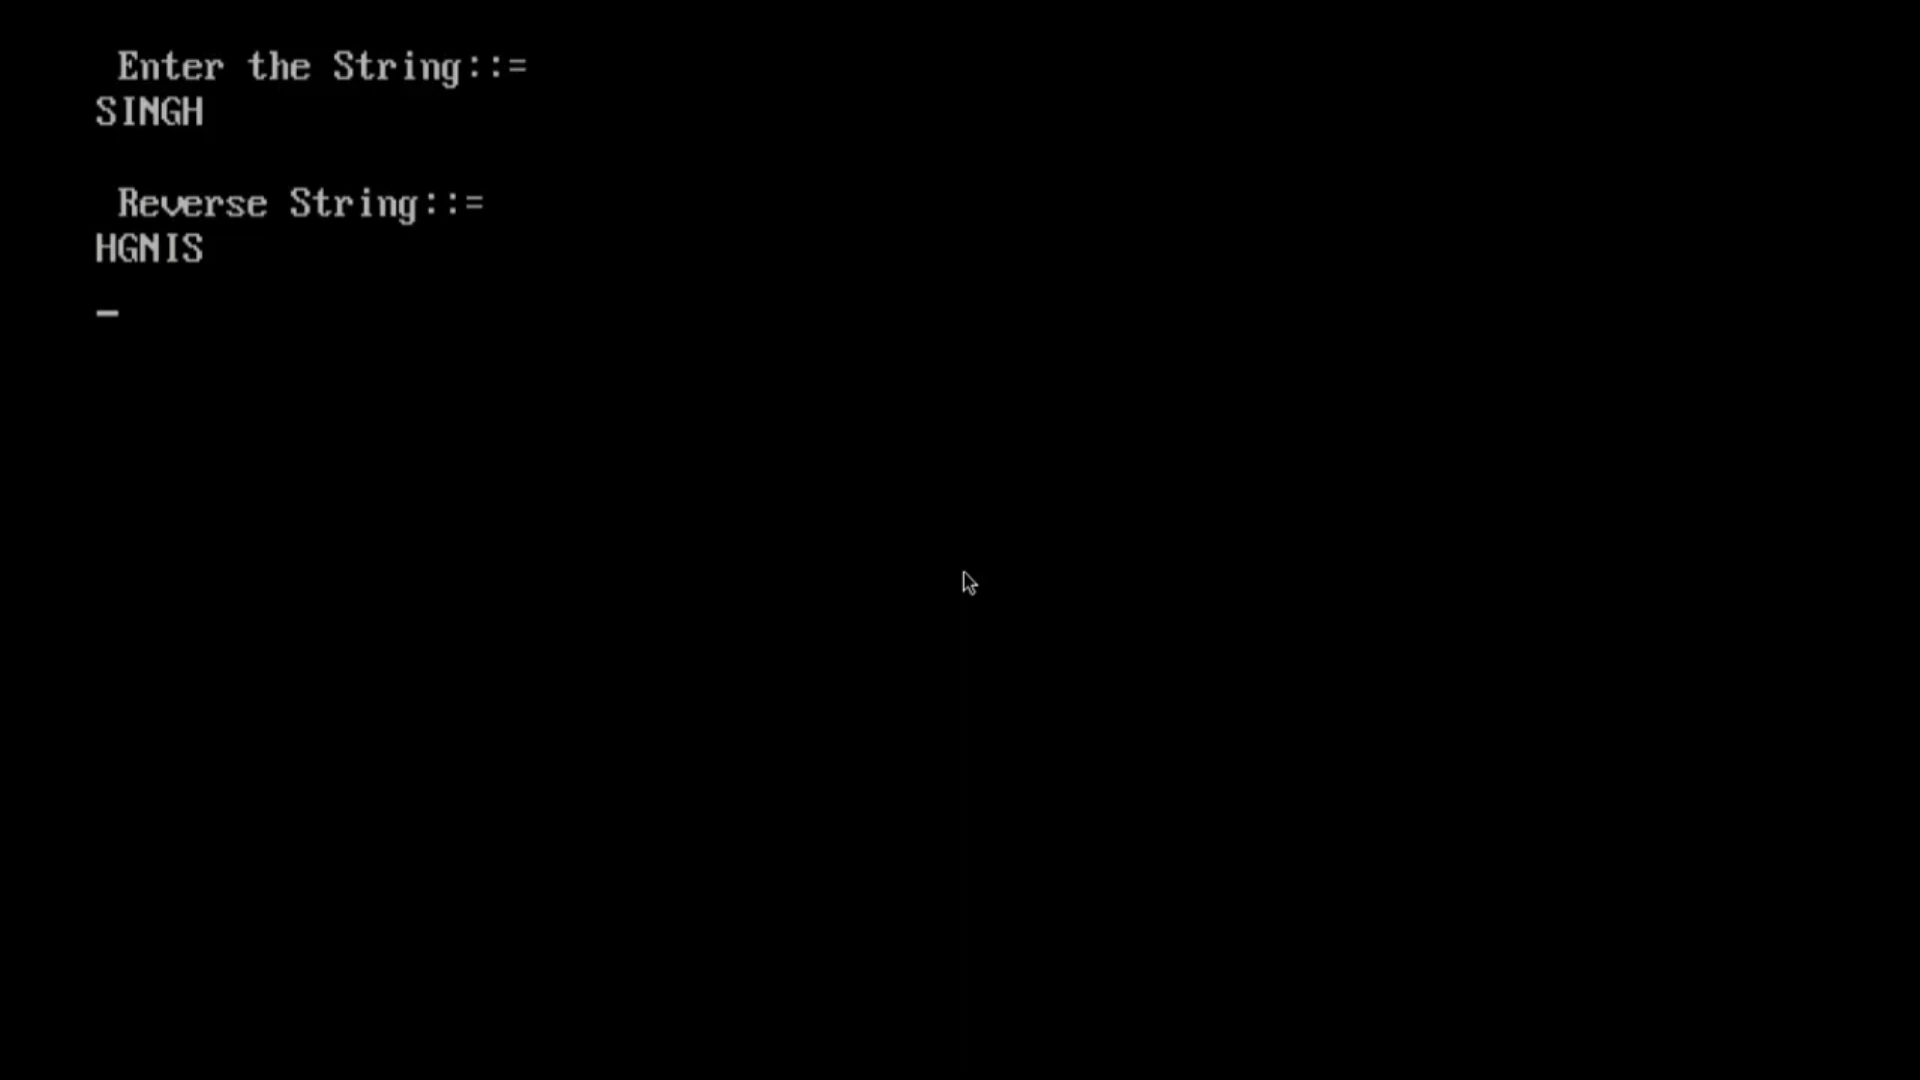 Enter the String::=
SINGH
Reverse String::=
HGNIS